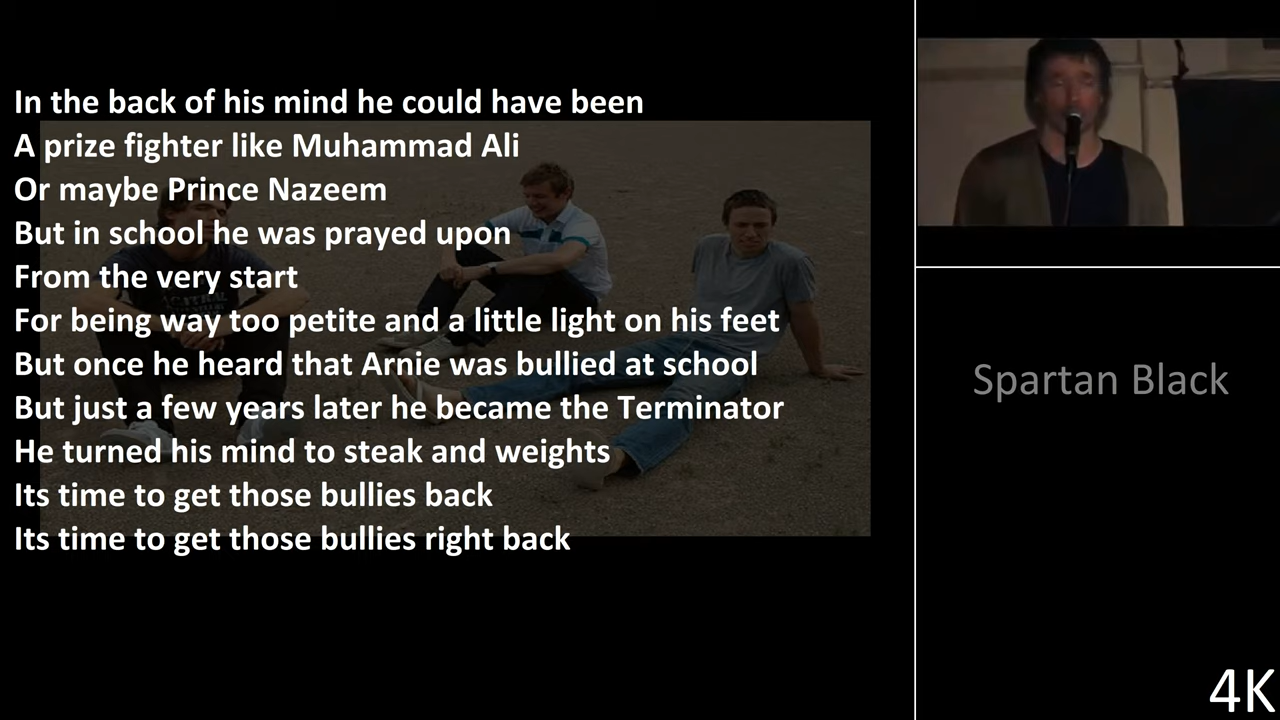 In the back of his mind he could have been
A prize fighter like Muhammad Ali
Or maybe Prince Nazeem
But in school he was prayed upon
From the very start
For being way too petite and a little light on his feet
But once he heard that Arnie was bullied at school
But just a few years later he became the Terminator
He turned his mind to steak and weights
Its time to get those bullies back
Its time to get those bullies right back
Spartan Black
4K